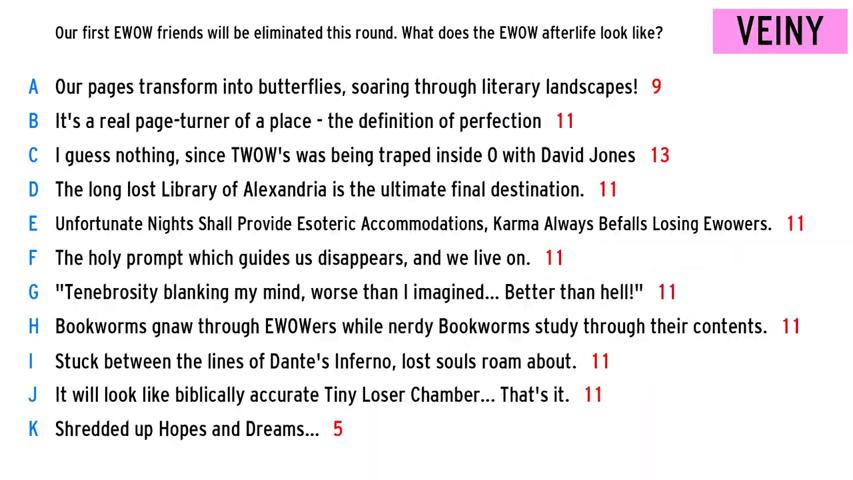 Our first EWOW friends will be eliminated this round. What does the EWOW afterlife look like?
VEINY
A Our pages transform into butterflies, soaring through literary landscapes! 9
B It's a real page-turner of a place - the definition of perfection 11
C I guess nothing, since TWOW's was being traped inside O with David Jones 13
D The long lost Library of Alexandria is the ultimate final destination. 11
E Unfortunate Nights Shall Provide Esoteric Accommodations, Karma Always Befalls Losing Ewowers. 11
F The holy prompt which guides us disappears, and we live on. 11
G "Tenebrosity blanking my mind, worse than I imagined... Better than hell!" 11
H Bookworms gnaw through EWOWers while nerdy Bookworms study through their contents. 11
I Stuck between the lines of Dante's Inferno, lost souls roam about. 11
J It will look like biblically accurate Tiny Loser Chamber... That's it. 11
K Shredded up Hopes and Dreams... 5